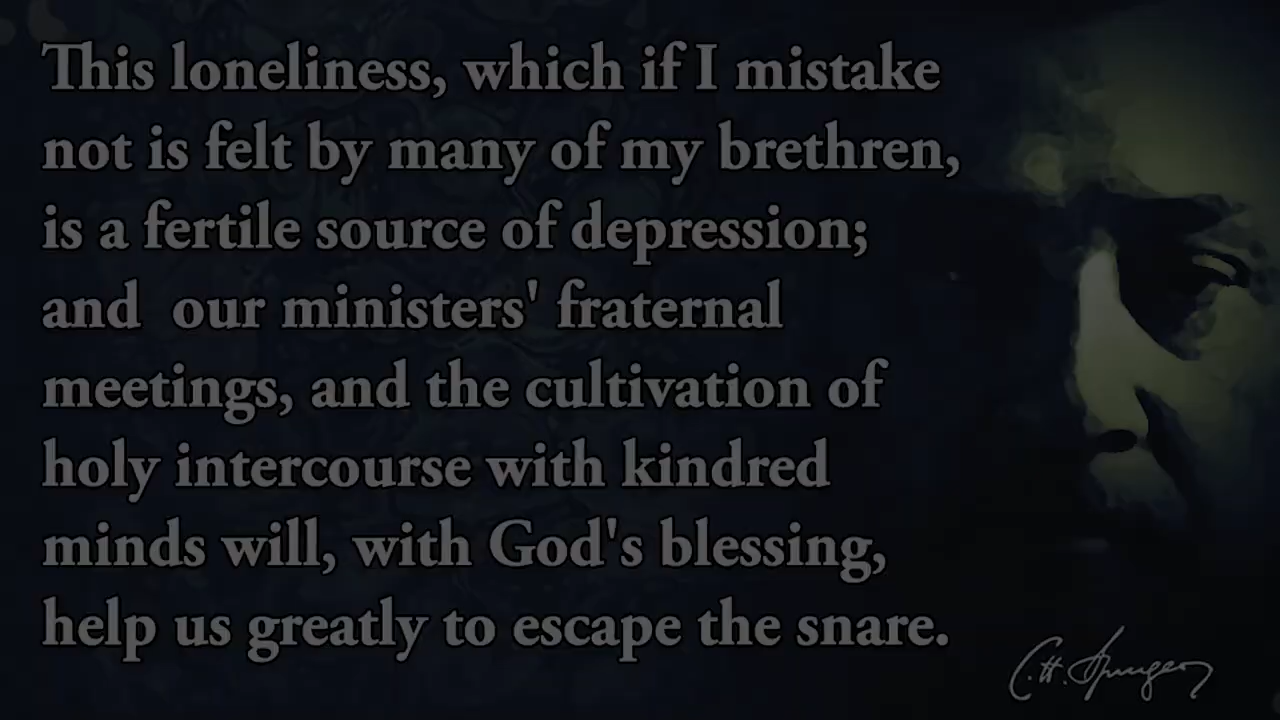 This loneliness, which if I mistake
not is felt by many of my brethren,
is a fertile source of depression;
and  our ministers' fraternal
meetings, and the cultivation of
holy intercourse with kindred
minds will, with God's blessing,
help us greatly to escape the snare.
C. H. Spurgeon